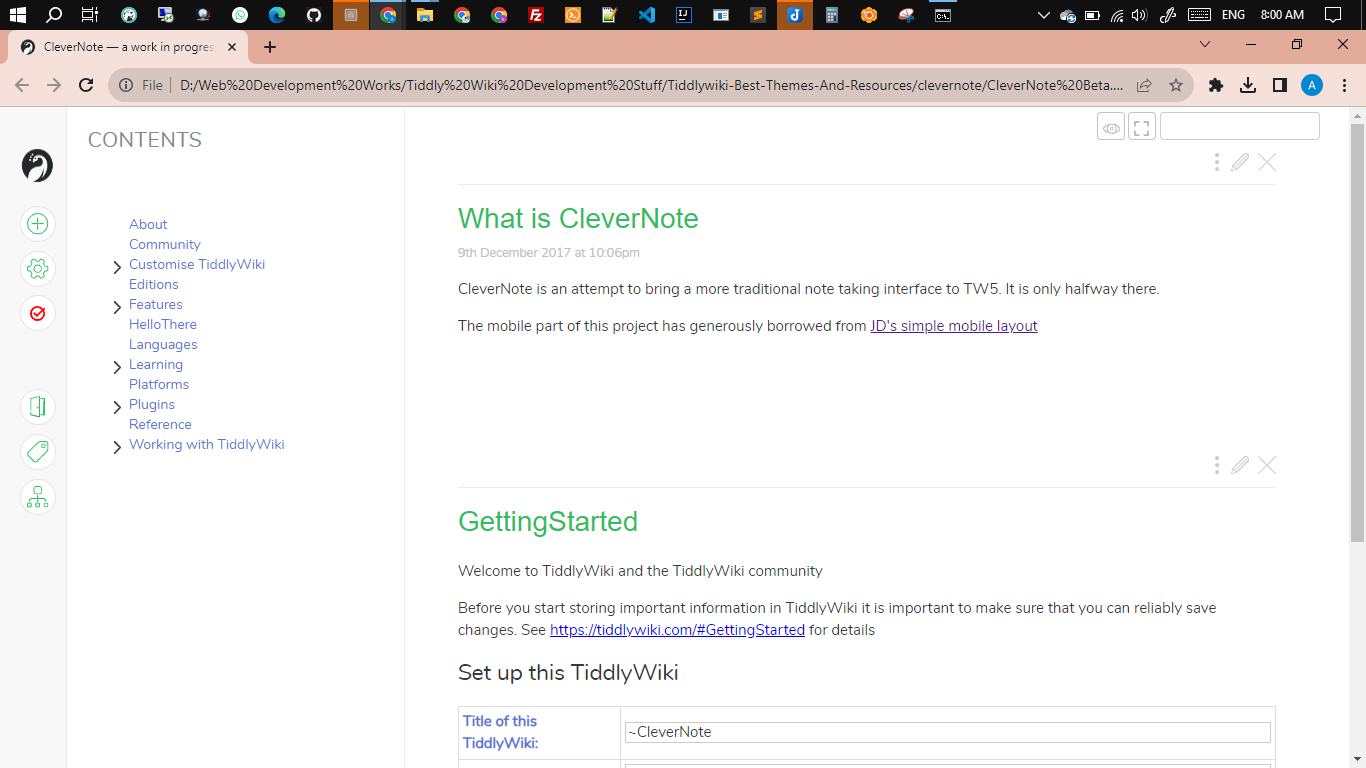 ENG 8:00 AM
CleverNote — a work in progres
File D:/Web%20Development%20Works/Tiddly%20Wiki%20Development%20Stuff/Tiddlywiki-Best-Themes-And-Resources/clevernote/CleverNote%20Beta.... A
CONTENTS
About
Community
Customise TiddlyWiki
Editions
Features
HelloThere
Languages
Learning
Platforms
Plugins
Reference
Working with TiddlyWiki
What is CleverNote
9th December 2017 at 10:06pm
CleverNote is an attempt to bring a more traditional note taking interface to TW5. It is only halfway there.
The mobile part of this project has generously borrowed from JD's simple mobile layout
GettingStarted
Welcome to TiddlyWiki and the TiddlyWiki community
Before you start storing important information in TiddlyWiki it is important to make sure that you can reliably save
changes. See https://tiddlywiki.com/#GettingStarted for details
Set up this TiddlyWiki
Title of this
TiddlyWiki:
~CleverNote